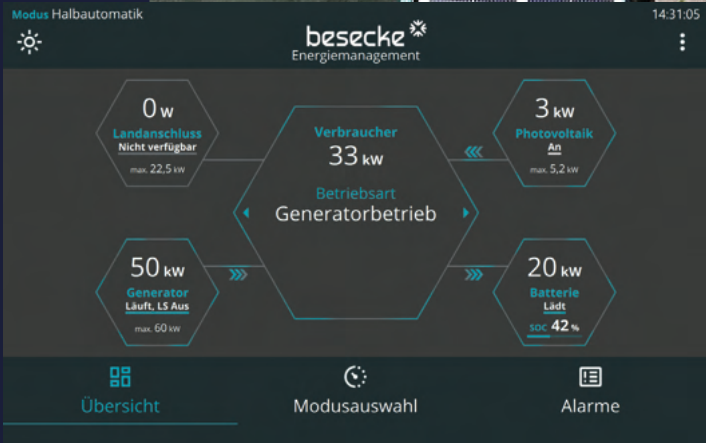 Modus Halbautomatik
14:31:05
besecke
Energiemanagement
0 W
Landanschluss
Nicht verfügbar
max. 22,5 kW
Verbraucher
33 kW
Betriebsart
Generatorbetrieb
3 kW
Photovoltaik
An
max. 5,2 kW
50 kW
Generator
Läuft, LS Aus
max. 60 kW
20 kW
Batterie
Lädt
SOC 42 %
Übersicht
Modusauswahl
Alarme